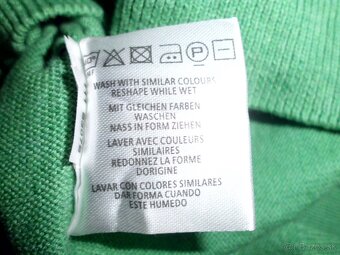 WASH WITH SIMILAR COLOURS
RESHAPE WHILE WET
MIT GLEICHEN FARBEN
WASCHEN
NASS IN FORM ZIEHEN
LAVER AVEC COULEURS
SIMILAIRES
REDONNEZ LA FORME
DORIGINE
LAVAR CON COLORES SIMILARES
DAR FORMA CUANDO
ESTE HUMEDO